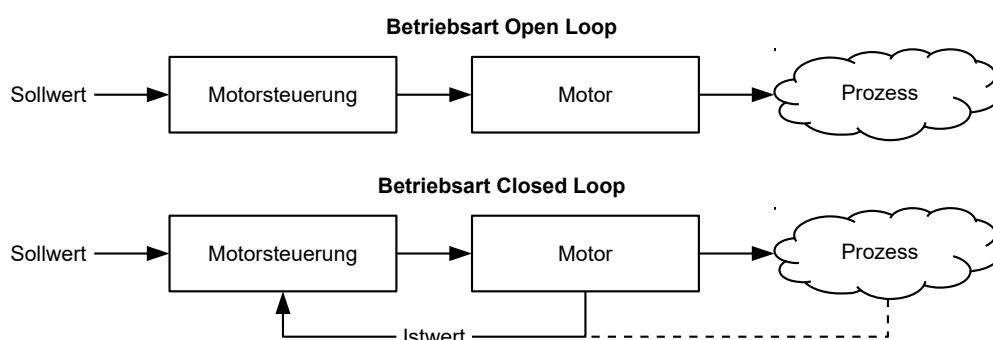 Betriebsart Open Loop
Sollwert Motorsteuerung Motor Prozess
Betriebsart Closed Loop
Sollwert Motorsteuerung Motor Prozess
Istwert